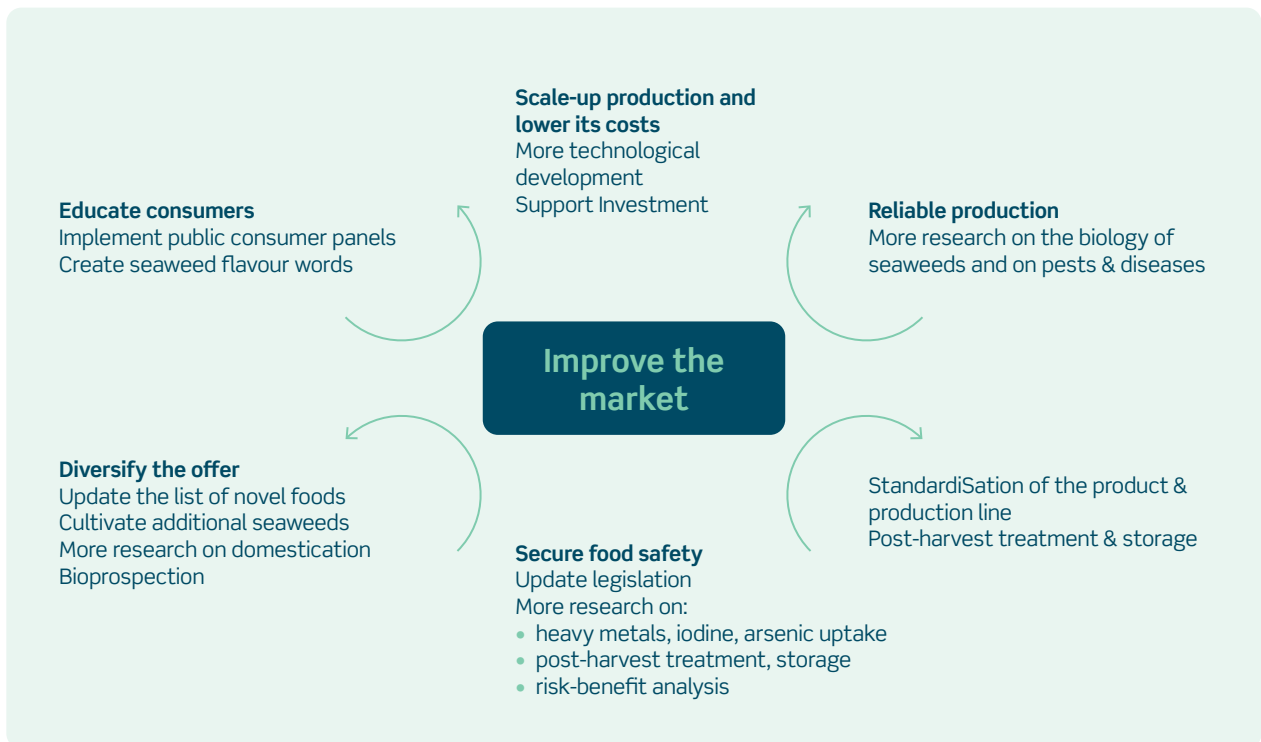 Scale-up production and
lower its costs
More technological
development
Support Investment
Educate consumers
Implement public consumer panels
Create seaweed flavour words
Reliable production
More research on the biology of
seaweeds and on pests & diseases
Improve the
market
Diversify the offer
Update the list of novel foods
Cultivate additional seaweeds
More research on domestication
Bioprospection
StandardiSation of the product &
production line
Post-harvest treatment & storage
Secure food safety
Update legislation
More research on:
• heavy metals, iodine, arsenic uptake
• post-harvest treatment, storage
• risk-benefit analysis